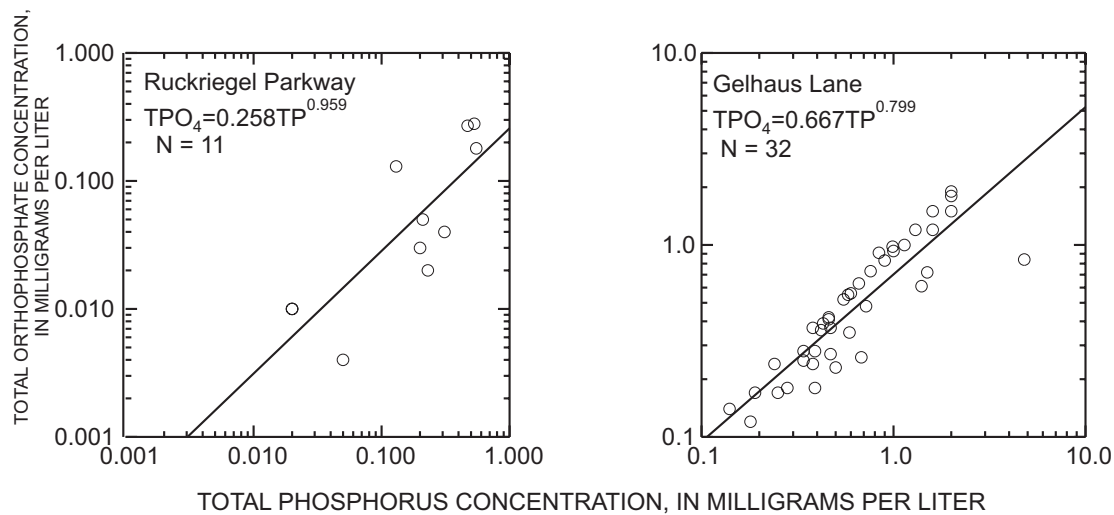 TOTAL ORTHOPHOSPHATE CONCENTRATION,
IN MILLIGRAMS PER LITER
1.000
0.100
0.010
0.001
Ruckriegel Parkway
TPO₄=0.258TP⁰·⁹⁵⁹
N = 11
0.001
0.010
0.100
1.000
10.0
1.0
0.1
Gelhaus Lane
TPO₄=0.667TP⁰·⁷⁹⁹
N = 32
0.1
1.0
10.0
TOTAL PHOSPHORUS CONCENTRATION, IN MILLIGRAMS PER LITER